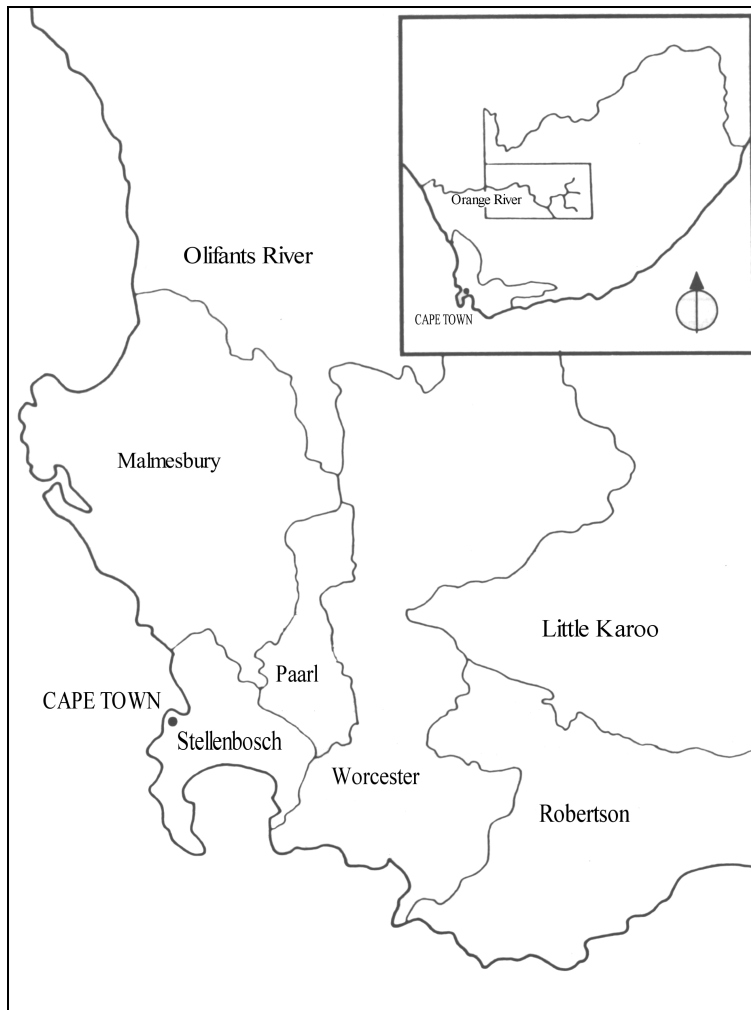 Orange River
Olifants River
CAPE TOWN
Malmesbury
Little Karoo
Paarl
CAPE TOWN
Stellenbosch
Worcester
Robertson